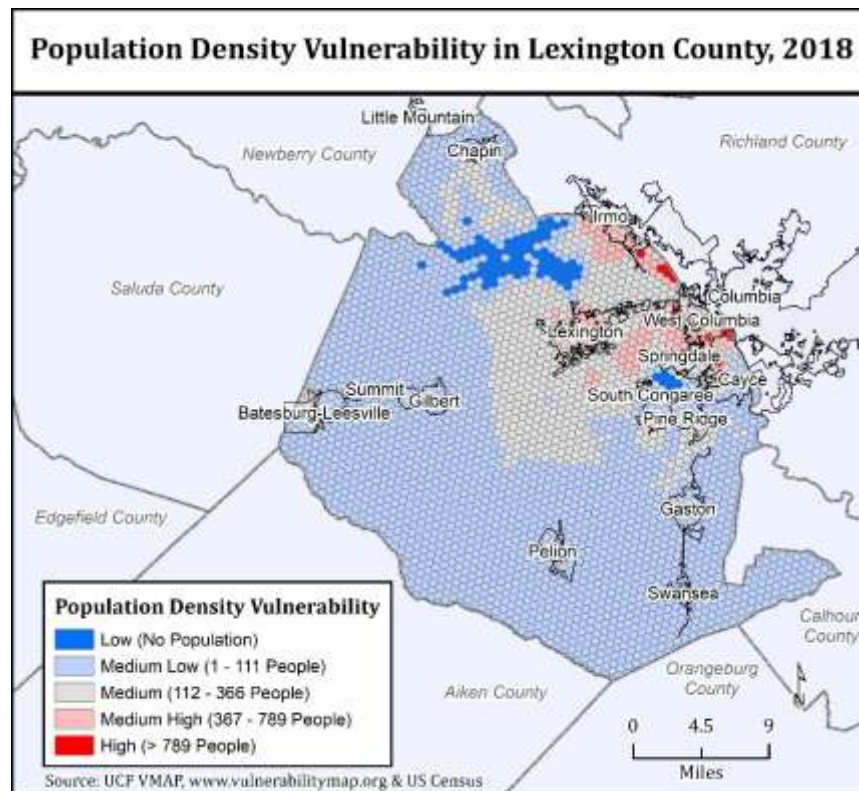 Population Density Vulnerability in Lexington County, 2018
Little Mountain
Newberry County
Chapin
Richland County
Irmo
Saluda County
Columbia
Lexington
West Columbia
Springdale
Summit
Gilbert
Cayce
Batesburg-Leesville
South Congaree
Pine Ridge
Edgefield County
Gaston
Pelion
Swansea
Calhoun
County
Orangeburg
County
Aiken County
Population Density Vulnerability
Low (No Population)
Medium Low (1 - 111 People)
Medium (112 - 366 People)
Medium High (367 - 789 People)
High (> 789 People)
N
0 4.5 9
Miles
Source: UCF VMAP, www.vulnerabilitymap.org & US Census